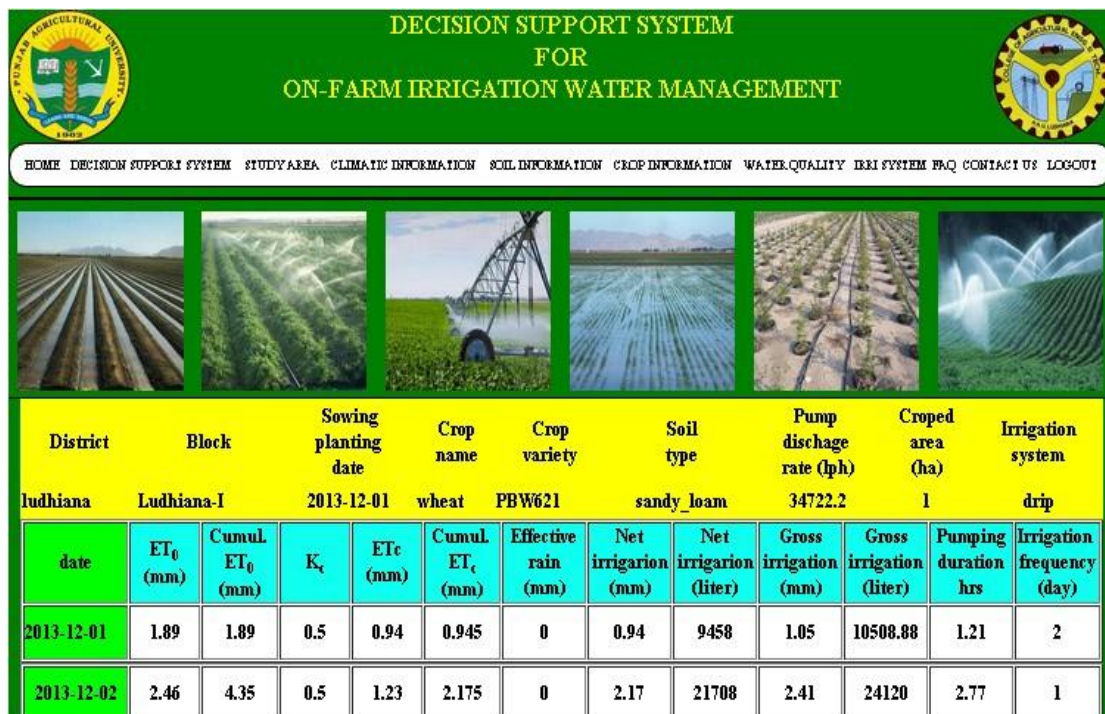 DECISION SUPPORT SYSTEM
FOR
ON-FARM IRRIGATION WATER MANAGEMENT
PUNJAB AGRICULTURAL UNIVERSITY
1962
HOME DECISION SUPPORT SYSTEM STUDY AREA CLIMATIC INFORMATION SOIL INFORMATION CROP INFORMATION WATER QUALITY IRRI SYSTEM FAQ CONTACT US LOGOUT
District Block Sowing planting date Crop name Crop variety Soil type Pump dischage rate (lph) Croped area (ha) Irrigation system
ludhiana Ludhiana-I 2013-12-01 wheat PBW621 sandy_loam 34722.2 1 drip
date ET0 (mm) Cumul. ET0 (mm) Kc ETc (mm) Cumul. ETc (mm) Effective rain (mm) Net irrigarion (mm) Net irrigarion (liter) Gross irrigation (mm) Gross irrigation (liter) Pumping duration hrs Irrigation frequency (day)
2013-12-01 1.89 1.89 0.5 0.94 0.945 0 0.94 9458 1.05 10508.88 1.21 2
2013-12-02 2.46 4.35 0.5 1.23 2.175 0 2.17 21708 2.41 24120 2.77 1